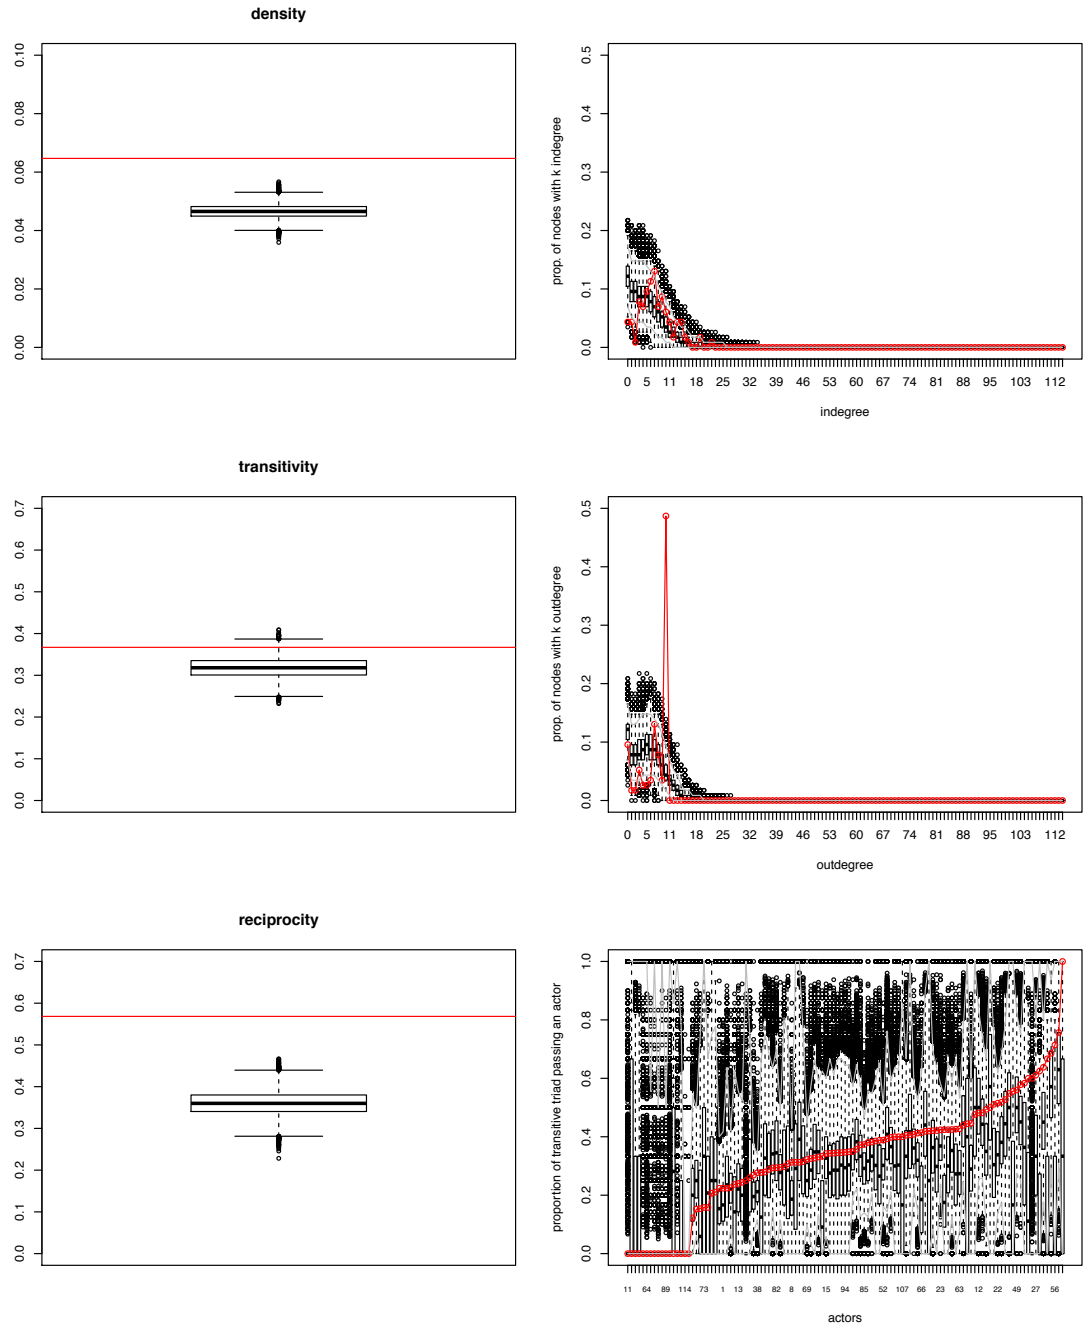 density
0.00 0.02 0.04 0.06 0.08 0.10
prop. of nodes with k indegree
0.0 0.1 0.2 0.3 0.4 0.5
0 5 11 18 25 32 39 46 53 60 67 74 81 88 95 103 112
indegree
transitivity
0.0 0.1 0.2 0.3 0.4 0.5 0.6 0.7
prop. of nodes with k outdegree
0.0 0.1 0.2 0.3 0.4 0.5
0 5 11 18 25 32 39 46 53 60 67 74 81 88 95 103 112
outdegree
reciprocity
0.0 0.1 0.2 0.3 0.4 0.5 0.6 0.7
proportion of transitive triad passing an actor
0.0 0.2 0.4 0.6 0.8 1.0
11 64 89 114 73 1 13 38 82 8 69 15 94 85 52 107 66 23 63 12 22 49 27 56
actors